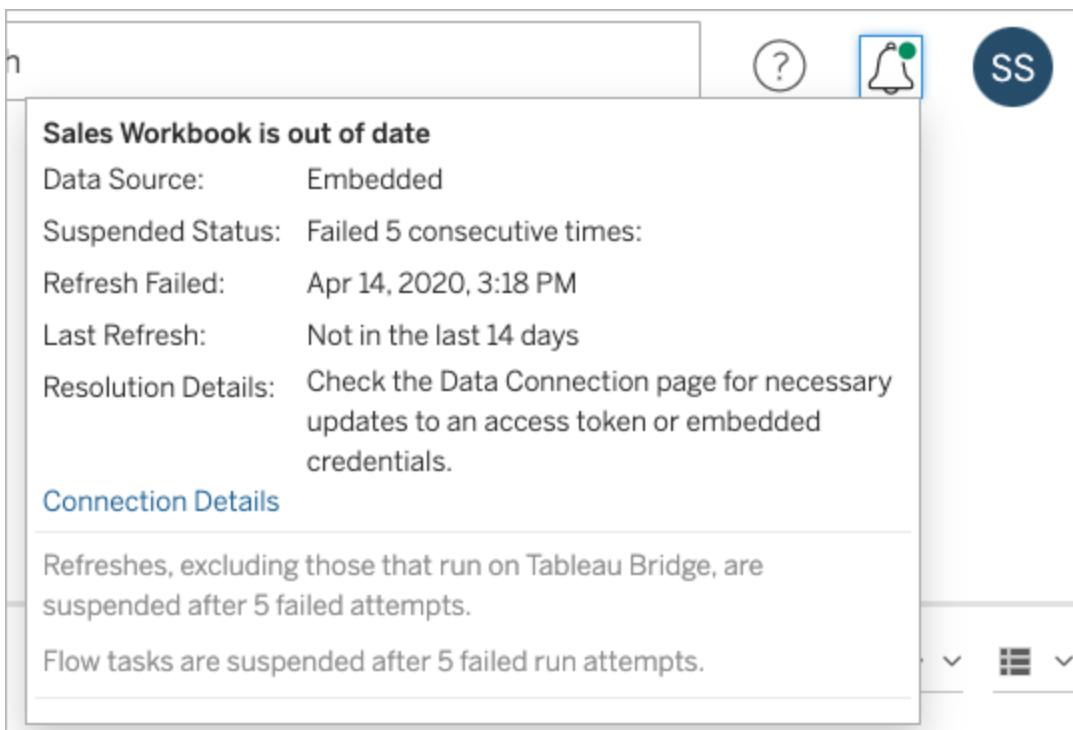 h
?
SS
Sales Workbook is out of date
Data Source: Embedded
Suspended Status: Failed 5 consecutive times:
Refresh Failed: Apr 14, 2020, 3:18 PM
Last Refresh: Not in the last 14 days
Resolution Details: Check the Data Connection page for necessary
updates to an access token or embedded
credentials.
Connection Details
Refreshes, excluding those that run on Tableau Bridge, are
suspended after 5 failed attempts.
Flow tasks are suspended after 5 failed run attempts.